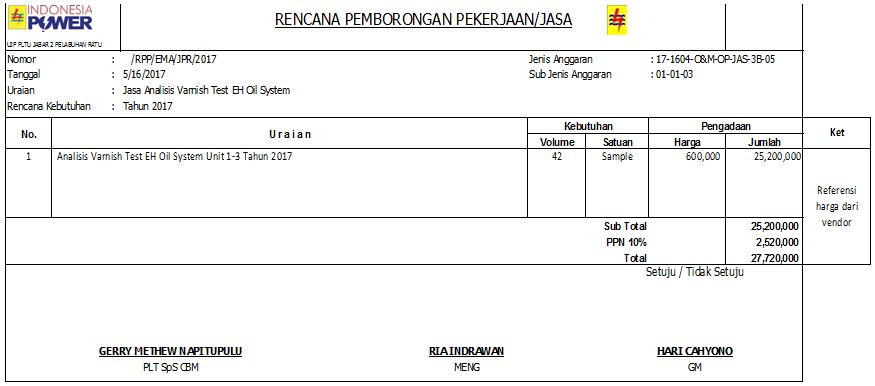 INDONESIA POWER
RENCANA PEMBORONGAN PEKERJAAN/JASA
UJP PLTU JABAR 2 PELABUHAN RATU
Nomor : /RPP/EMA/JPR/2017 Jenis Anggaran : 17-1604-O&M-OP-JAS-3B-05
Tanggal : 5/16/2017 Sub Jenis Anggaran : 01-01-03
Uraian : Jasa Analisis Varnish Test EH Oil System
Rencana Kebutuhan : Tahun 2017
No. Uraian Kebutuhan Pengadaan Ket
Volume Satuan Harga Jumlah
1 Analisis Varnish Test EH Oil System Unit 1-3 Tahun 2017 42 Sample 600,000 25,200,000
Referensi
harga dari
vendor
Sub Total 25,200,000
PPN 10% 2,520,000
Total 27,720,000
Setuju / Tidak Setuju
GERRY METHEW NAPITUPULU RIA INDRAWAN HARI CAHYONO
PLT SpS CBM MENG GM